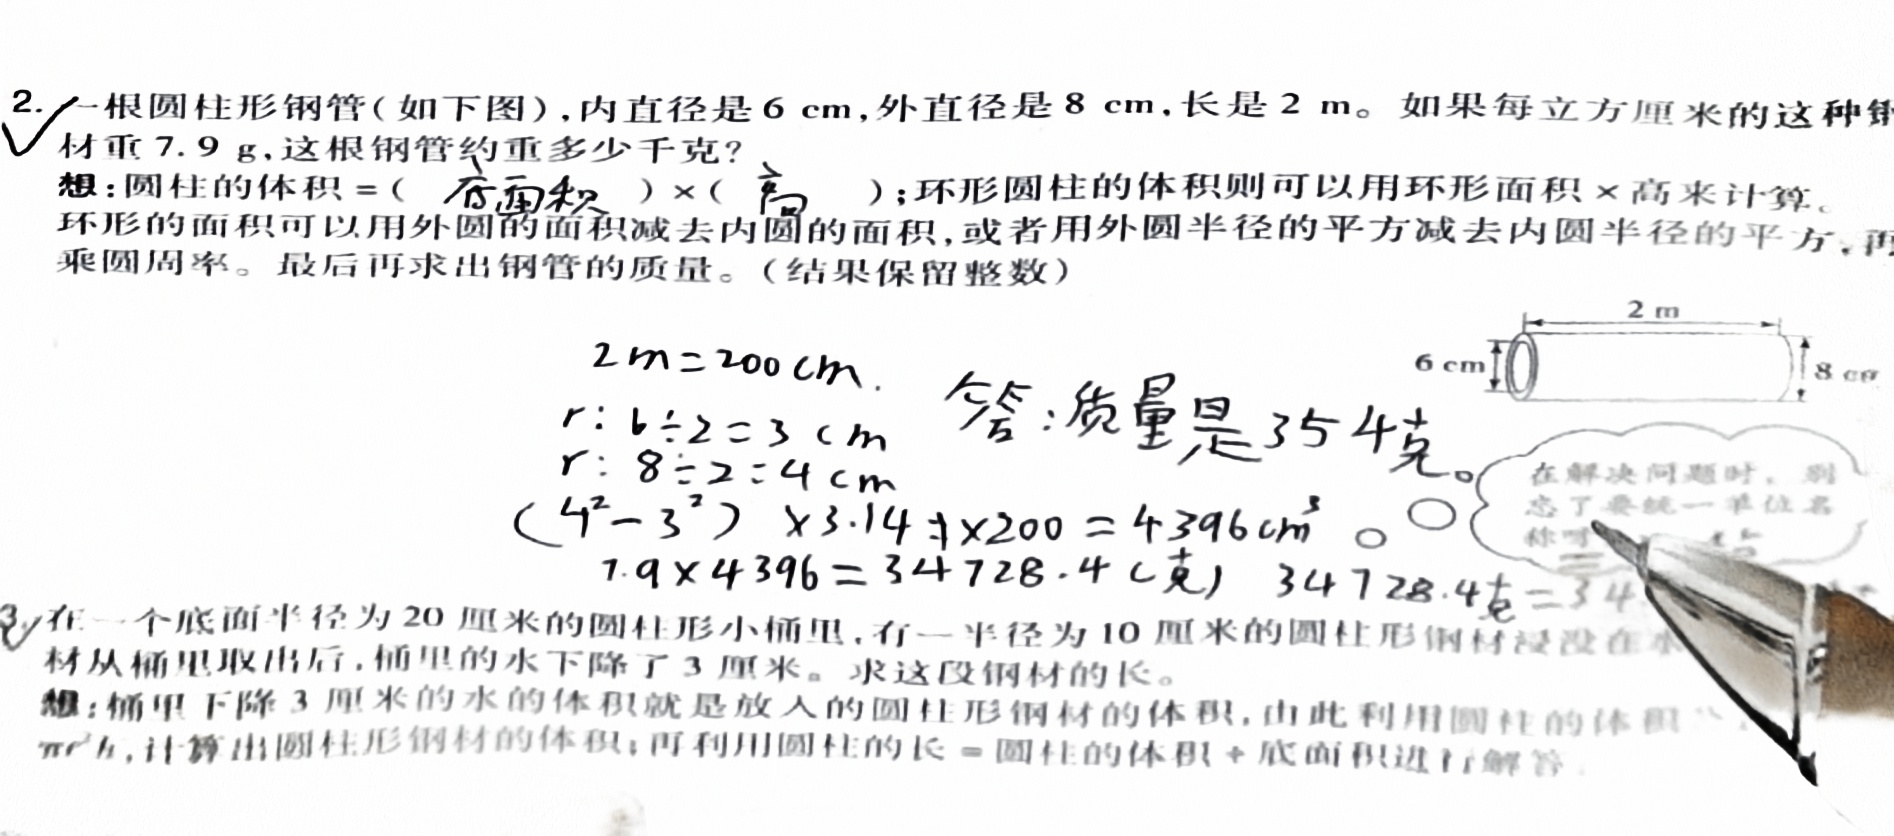 2. 一根圆柱形钢管(如下图),内直径是6 cm,外直径是8 cm,长是2 m。如果每立方厘米的这种钢
材重7.9 g,这根钢管约重多少千克?
想:圆柱的体积=( 底面积 )×( 高 );环形圆柱的体积则可以用环形面积×高来计算。
环形的面积可以用外圆的面积减去内圆的面积,或者用外圆半径的平方减去内圆半径的平方,再
乘圆周率。最后再求出钢管的质量。(结果保留整数)
2 m
6 cm
8 cm
2m=200cm.
r: 6÷2=3cm
答:质量是354克。
r: 8÷2=4cm
在解决问题时,别
忘了要统一单位名
称
(4²-3²) ×3.14 ×200=4396cm³
7.9×4396=34728.4(克) 34728.4克=34
3. 在一个底面半径为20厘米的圆柱形小桶里,有一半径为10厘米的圆柱形钢材浸没在水
材从桶里取出后,桶里的水下降了3厘米。求这段钢材的长。
想:桶里下降3厘米的水的体积就是放入的圆柱形钢材的体积,由此利用圆柱的体积
πr²h,计算出圆柱形钢材的体积;再利用圆柱的长=圆柱的体积÷底面积进行解答.